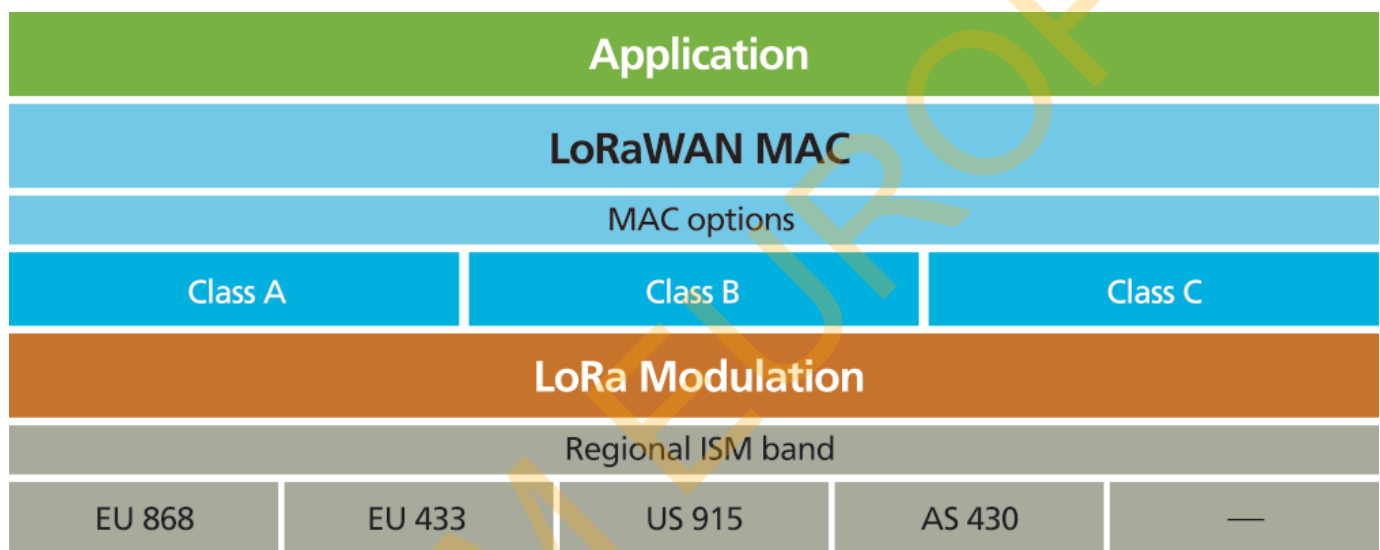 Application
LoRaWAN MAC
MAC options
Class A Class B Class C
LoRa Modulation
Regional ISM band
EU 868 EU 433 US 915 AS 430 —
M EUROP